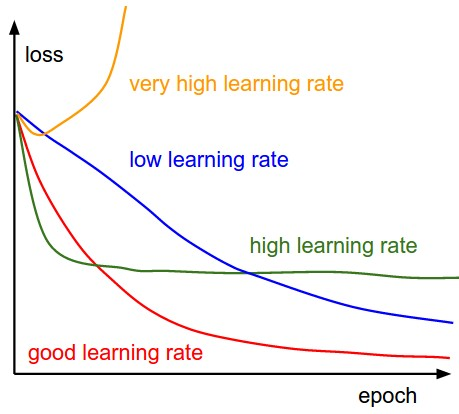 loss
very high learning rate
low learning rate
high learning rate
good learning rate
epoch